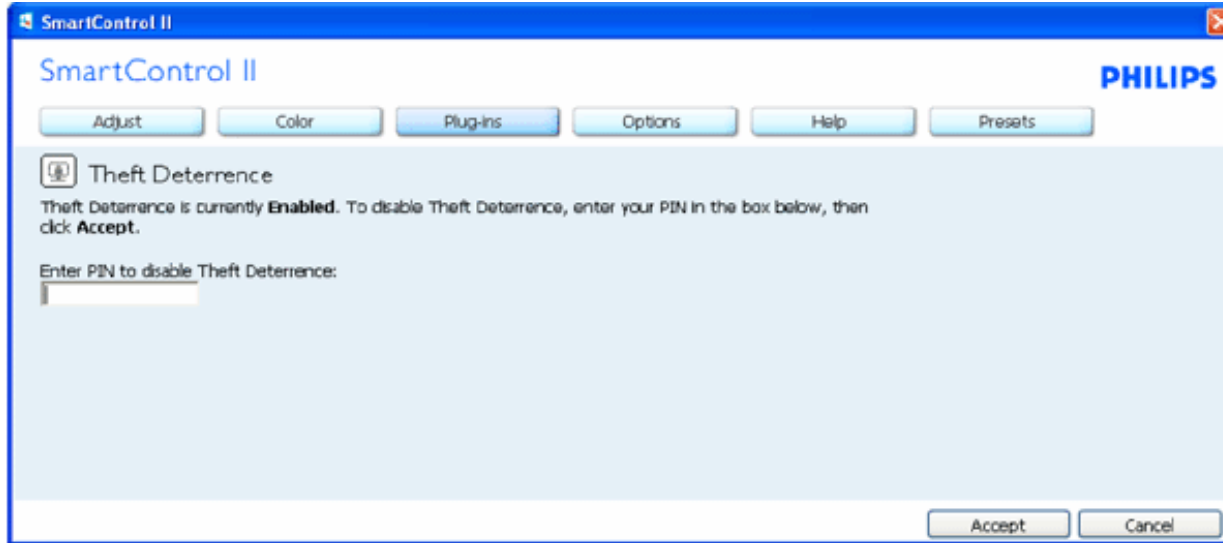 SmartControl II
SmartControl II
PHILIPS
Adjust Color Plug-ins Options Help Presets
Theft Deterrence
Theft Deterrence is currently Enabled. To disable Theft Deterrence, enter your PIN in the box below, then
click Accept.
Enter PIN to disable Theft Deterrence:
Accept Cancel